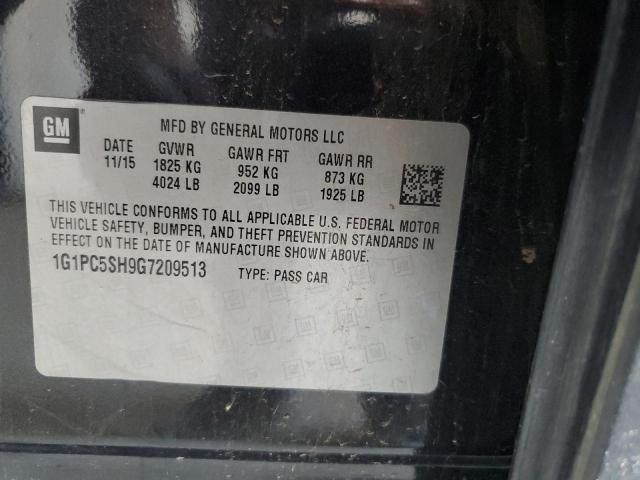 GM
MFD BY GENERAL MOTORS LLC
DATE GVWR GAWR FRT GAWR RR
11/15 1825 KG 952 KG 873 KG
4024 LB 2099 LB 1925 LB
THIS VEHICLE CONFORMS TO ALL APPLICABLE U.S. FEDERAL MOTOR
VEHICLE SAFETY, BUMPER, AND THEFT PREVENTION STANDARDS IN
EFFECT ON THE DATE OF MANUFACTURE SHOWN ABOVE.
1G1PC5SH9G7209513 TYPE: PASS CAR